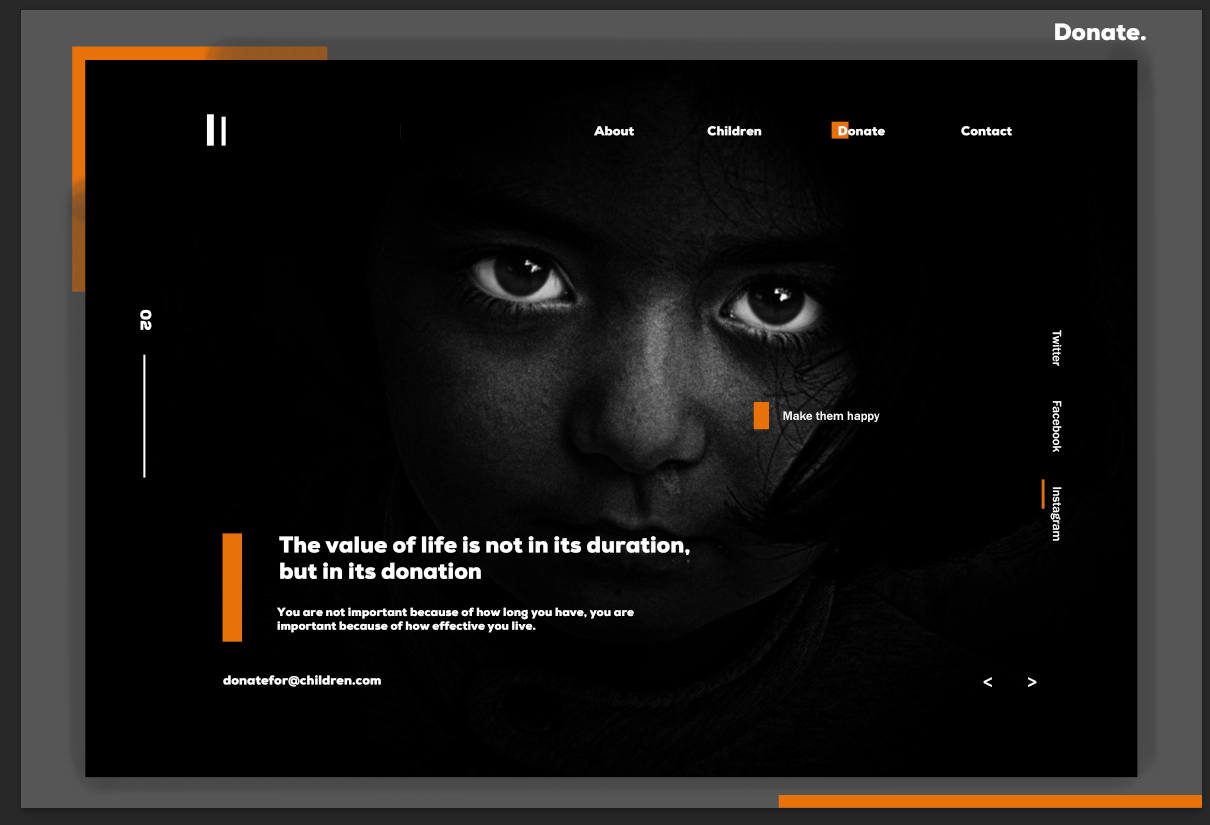 Donate.
About
Children
Donate
Contact
02
Twitter
Facebook
Instagram
Make them happy
The value of life is not in its duration,
but in its donation
You are not important because of how long you have, you are
important because of how effective you live.
donatefor@children.com
< >